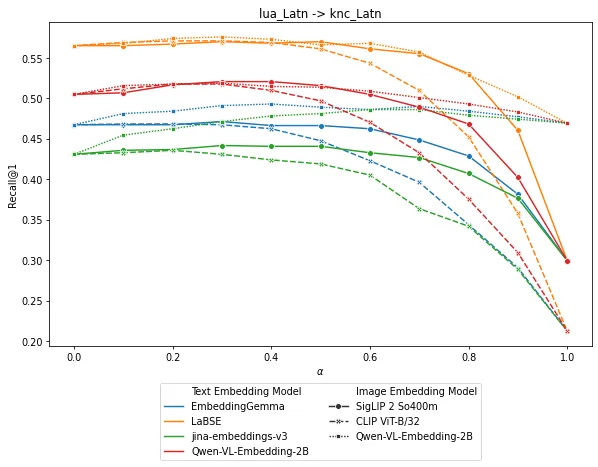 lua_Latn -> knc_Latn
Recall@1
0.55
0.50
0.45
0.40
0.35
0.30
0.25
0.20
0.0 0.2 0.4 0.6 0.8 1.0
α
Text Embedding Model Image Embedding Model
EmbeddingGemma SigLIP 2 So400m
LaBSE CLIP ViT-B/32
jina-embeddings-v3 Qwen-VL-Embedding-2B
Qwen-VL-Embedding-2B